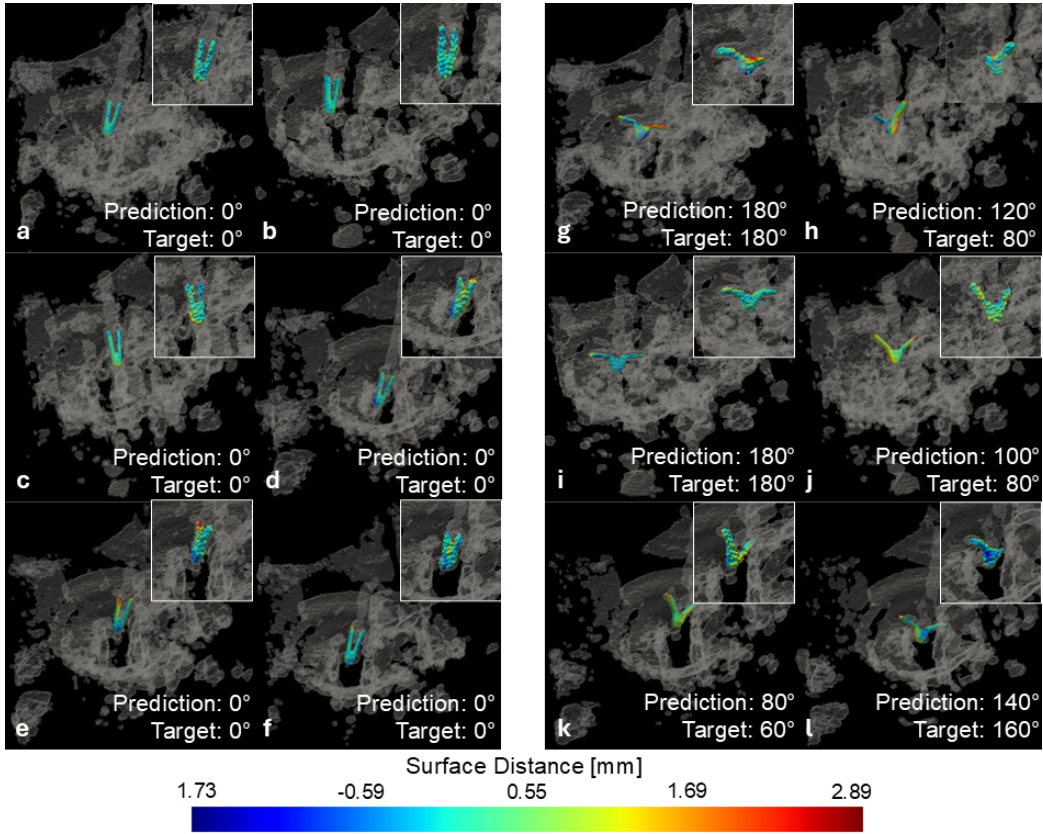 Prediction: 0°
a Target: 0°
Prediction: 0°
b Target: 0°
Prediction: 180°
g Target: 180°
Prediction: 120°
h Target: 80°
Prediction: 0°
c Target: 0°
Prediction: 0°
d Target: 0°
Prediction: 180°
i Target: 180°
Prediction: 100°
j Target: 80°
Prediction: 0°
e Target: 0°
Prediction: 0°
f Target: 0°
Prediction: 80°
k Target: 60°
Prediction: 140°
l Target: 160°
Surface Distance [mm]
1.73 -0.59 0.55 1.69 2.89